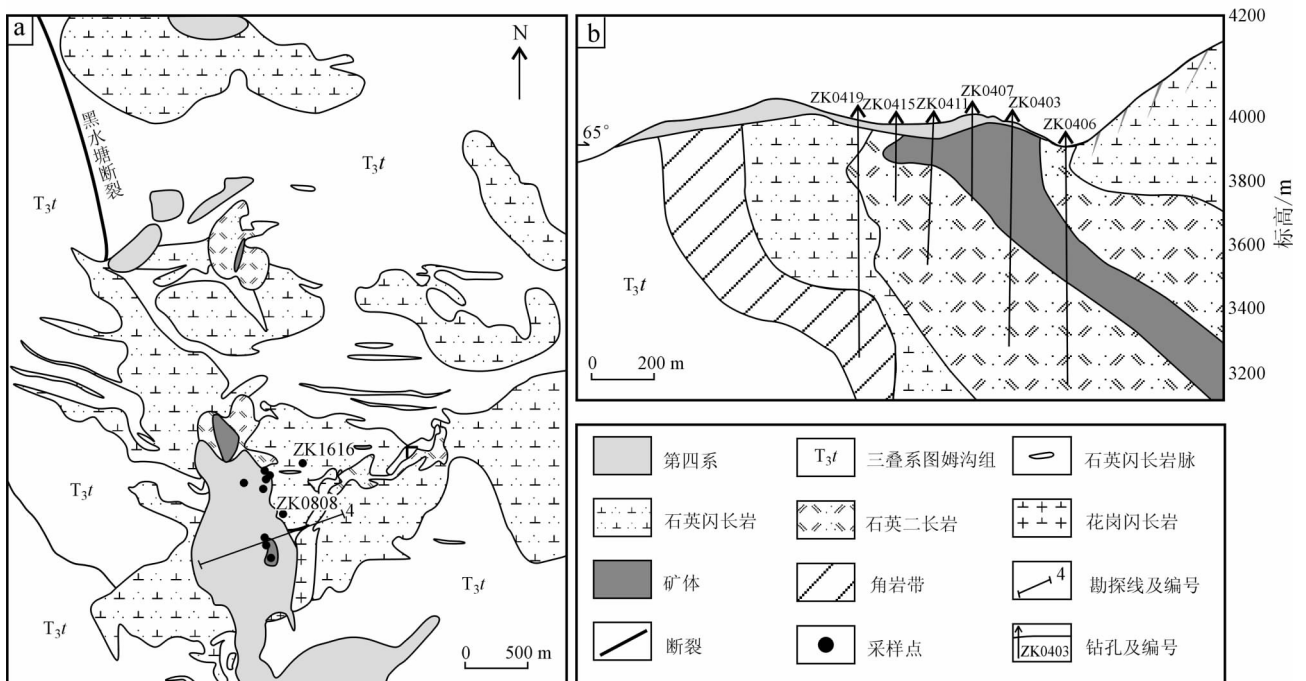 a
N
黑水塘断裂
T₃t
T₃t
T₃t
ZK1616
ZK0808
4
T₃t
T₃t
0 500 m
b
4200
4000
3800
3600
3400
3200
标高/m
65°
ZK0419
ZK0415
ZK0411
ZK0407
ZK0403
ZK0406
T₃t
0 200 m
第四系
T₃t 三叠系图姆沟组
石英闪长岩脉
石英闪长岩
石英二长岩
花岗闪长岩
矿体
角岩带
4 勘探线及编号
断裂
采样点
ZK0403 钻孔及编号